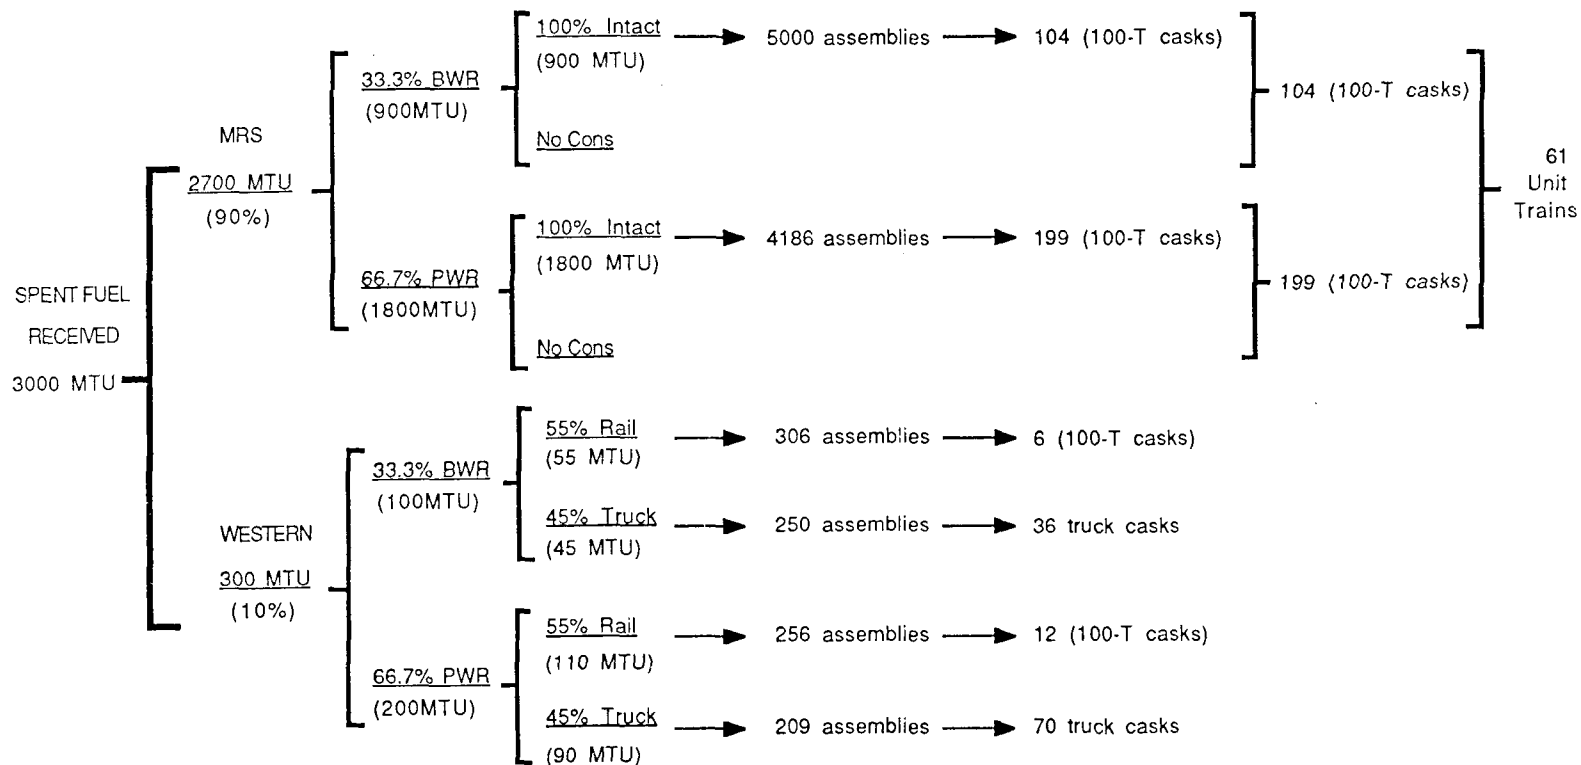 SPENT FUEL
RECEIVED
3000 MTU
MRS
2700 MTU
(90%)
33.3% BWR
(900MTU)
100% Intact
(900 MTU)
5000 assemblies
104 (100-T casks)
No Cons
104 (100-T casks)
66.7% PWR
(1800MTU)
100% Intact
(1800 MTU)
4186 assemblies
199 (100-T casks)
No Cons
199 (100-T casks)
61
Unit
Trains
WESTERN
300 MTU
(10%)
33.3% BWR
(100MTU)
55% Rail
(55 MTU)
306 assemblies
6 (100-T casks)
45% Truck
(45 MTU)
250 assemblies
36 truck casks
66.7% PWR
(200MTU)
55% Rail
(110 MTU)
256 assemblies
12 (100-T casks)
45% Truck
(90 MTU)
209 assemblies
70 truck casks